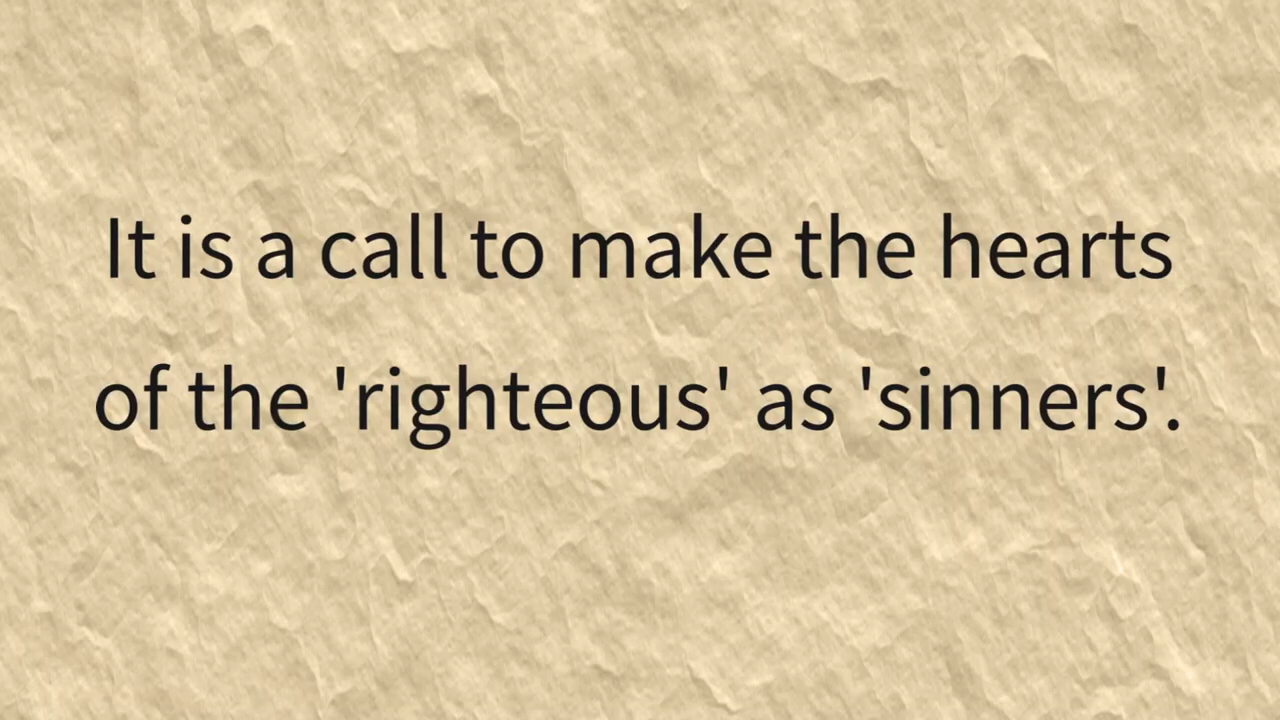 It is a call to make the hearts
of the 'righteous' as 'sinners'.